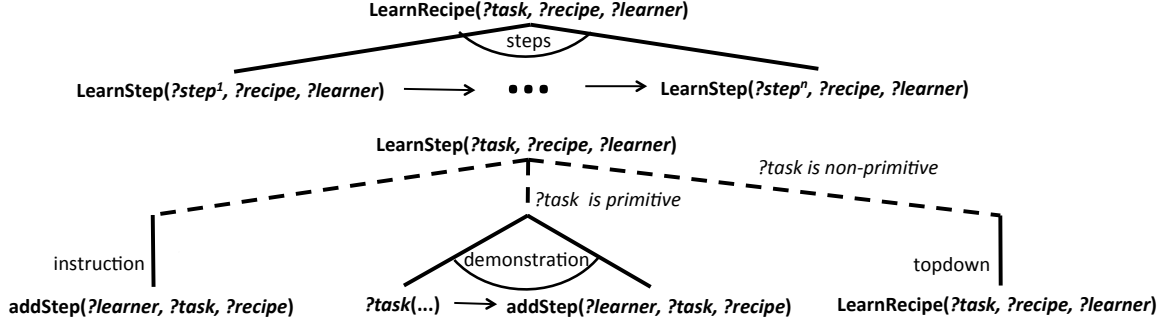 LearnRecipe(?task, ?recipe, ?learner)
steps
LearnStep(?step¹, ?recipe, ?learner)
LearnStep(?stepⁿ, ?recipe, ?learner)
LearnStep(?task, ?recipe, ?learner)
?task is non-primitive
?task is primitive
instruction
demonstration
topdown
addStep(?learner, ?task, ?recipe)
?task(...)
addStep(?learner, ?task, ?recipe)
LearnRecipe(?task, ?recipe, ?learner)